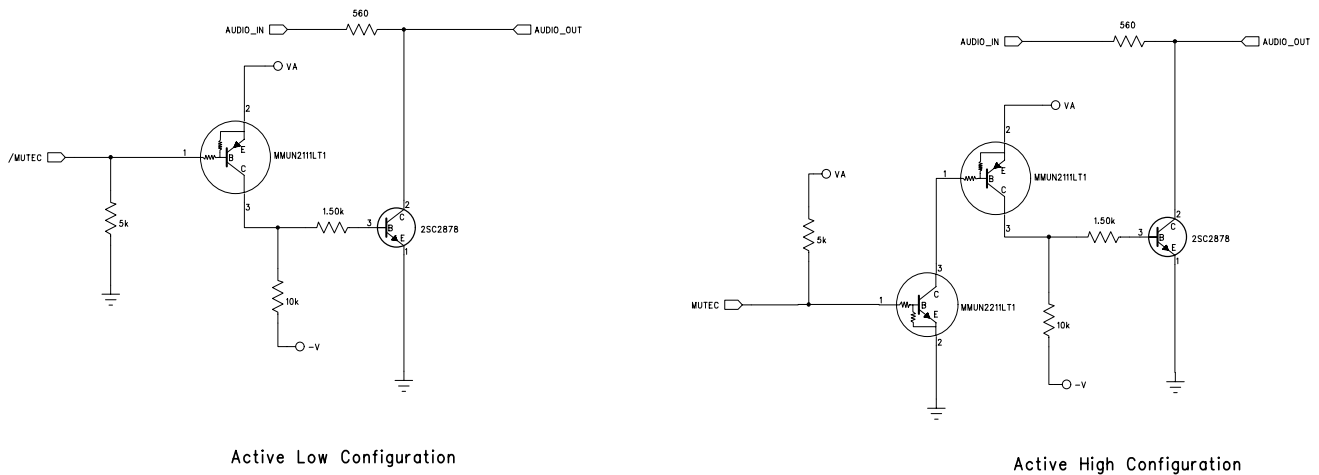 560
AUDIO_IN
AUDIO_OUT
VA
2
E
/MUTEC
1
B
MMUN2111LT1
C
3
5k
1.50k
3
B
C
2
E
1
2SC2878
10k
-V
Active Low Configuration
560
AUDIO_IN
AUDIO_OUT
VA
2
E
1
B
MMUN2111LT1
C
3
VA
5k
1.50k
3
B
C
2
E
1
2SC2878
3
C
MUTEC
1
B
MMUN2211LT1
E
2
10k
-V
Active High Configuration